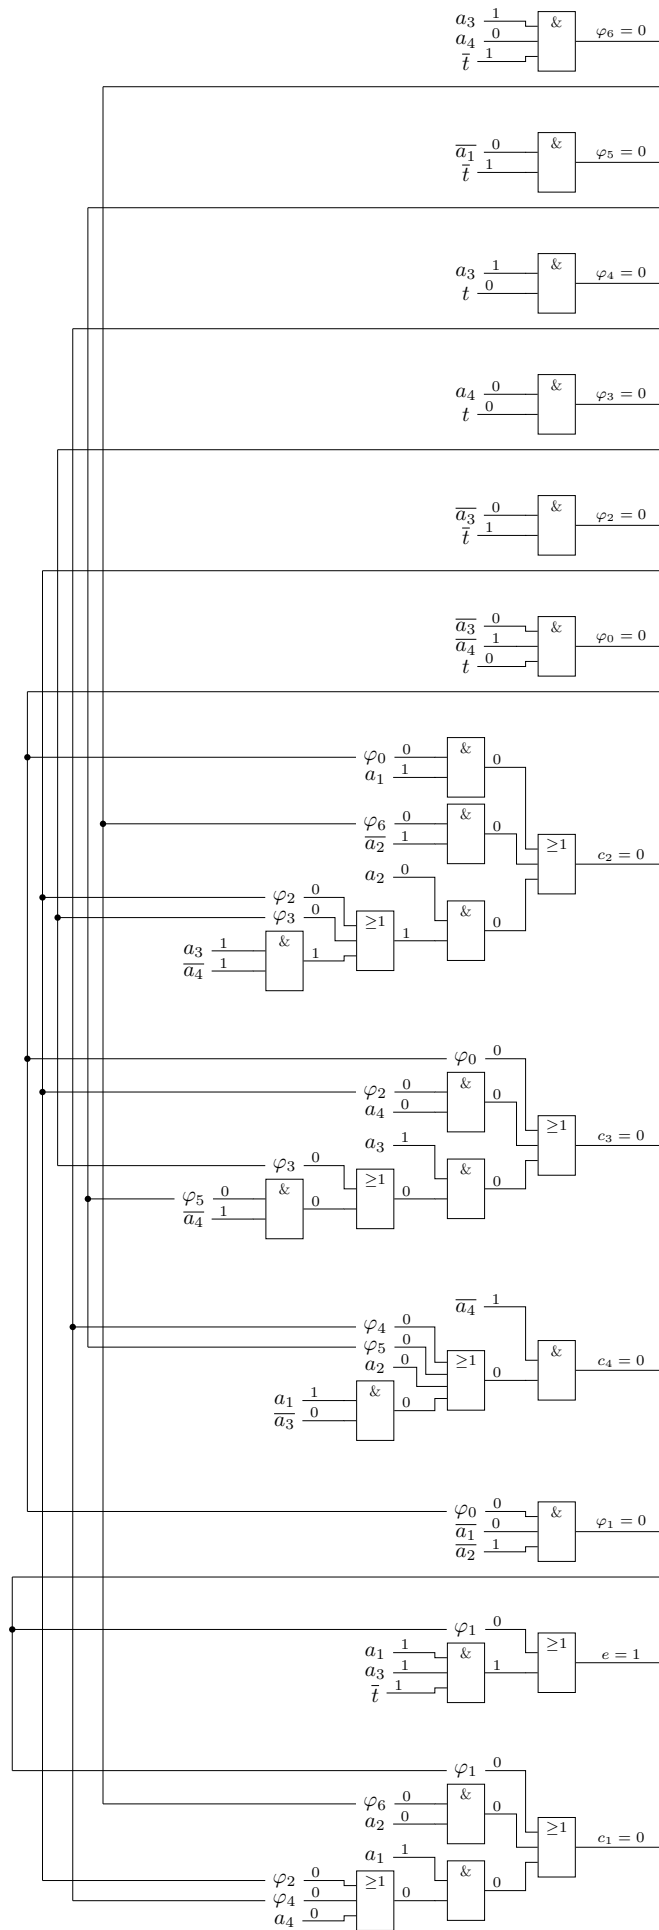 a₃ 1 &
a₄ 0 φ₆ = 0
t̄ 1
a̅₁̅ 0 &
t̄ 1 φ₅ = 0
a₃ 1 &
t 0 φ₄ = 0
a₄ 0 &
t 0 φ₃ = 0
a̅₃̅ 0 &
t̄ 1 φ₂ = 0
a̅₃̅ 0 &
a̅₄̅ 1 φ₀ = 0
t 0
φ₀ 0 & 0
a₁ 1
φ₆ 0 & 0
a̅₂̅ 1
≥1 c₂ = 0
a₂ 0
φ₂ 0
φ₃ 0 ≥1 1 & 0
a₃ 1 & 1
a̅₄̅ 1
φ₀ 0
φ₂ 0 & 0
a₄ 0
≥1 c₃ = 0
a₃ 1
φ₃ 0 ≥1 0 & 0
φ₅ 0 & 0
a̅₄̅ 1
a̅₄̅ 1
φ₄ 0
φ₅ 0 ≥1 0 & c₄ = 0
a₂ 0
a₁ 1 & 0
a̅₃̅ 0
φ₀ 0 &
a̅₁̅ 0 φ₁ = 0
a̅₂̅ 1
φ₁ 0 ≥1
a₁ 1 & e = 1
a₃ 1 1
t̄ 1
φ₁ 0
φ₆ 0 & 0
a₂ 0
≥1 c₁ = 0
a₁ 1 & 0
φ₂ 0 ≥1
φ₄ 0 0
a₄ 0